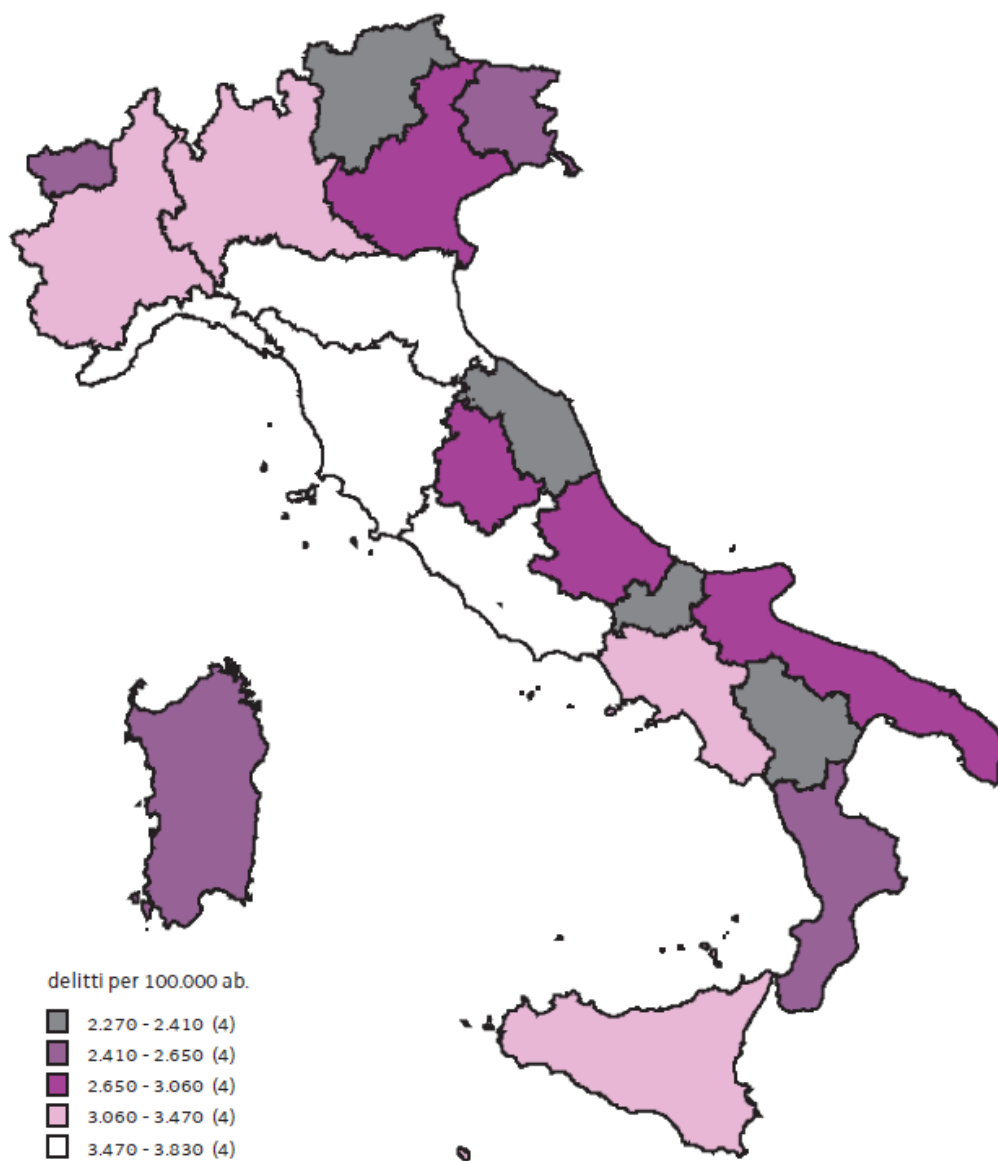 delitti per 100.000 ab.
2.270 - 2.410 (4)
2.410 - 2.650 (4)
2.650 - 3.060 (4)
3.060 - 3.470 (4)
3.470 - 3.830 (4)